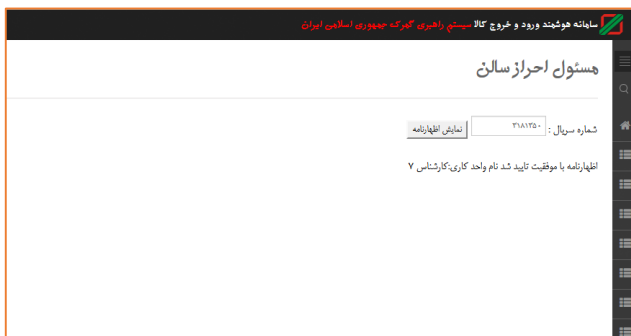 سامانه هوشمند ورود و خروج کالا سیستم راهبری گمرک جمهوری اسلامی ایران
مسئول احراز سالن
شماره سریال : ۳۱۸۱۳۵۰ نمایش اظهارنامه
اظهارنامه با موفقیت تایید شد نام واحد کاری:کارشناس ۷